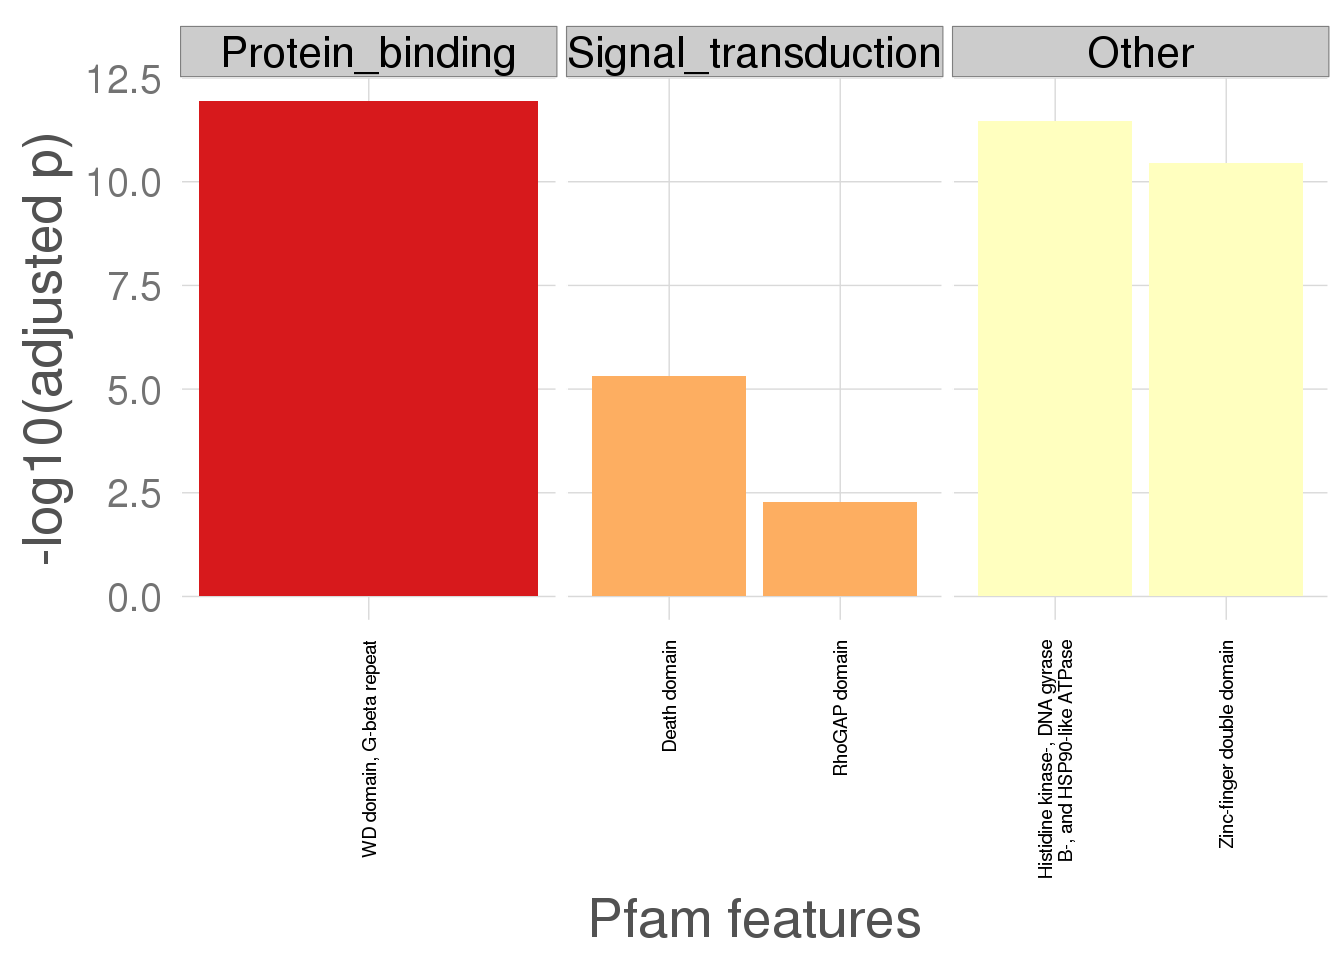 Protein_binding
Signal_transduction
Other
-log10(adjusted p)
12.5
10.0
7.5
5.0
2.5
0.0
WD domain, G-beta repeat
Death domain
RhoGAP domain
Histidine kinase-, DNA gyrase
B-, and HSP90-like ATPase
Zinc-finger double domain
Pfam features